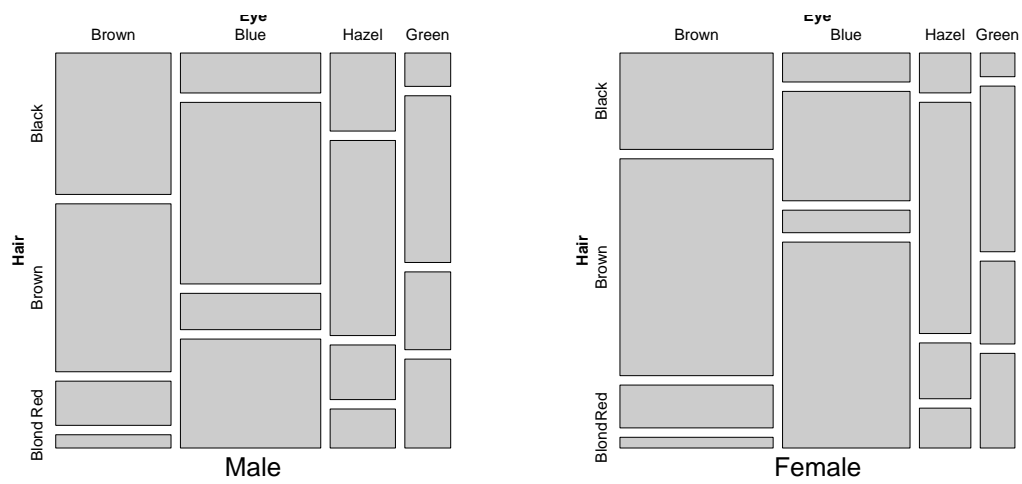 Eye
Brown Blue Hazel Green
Hair
Black
Brown
Red
Blond
Male
Eye
Brown Blue Hazel Green
Hair
Black
Brown
Red
Blond
Female